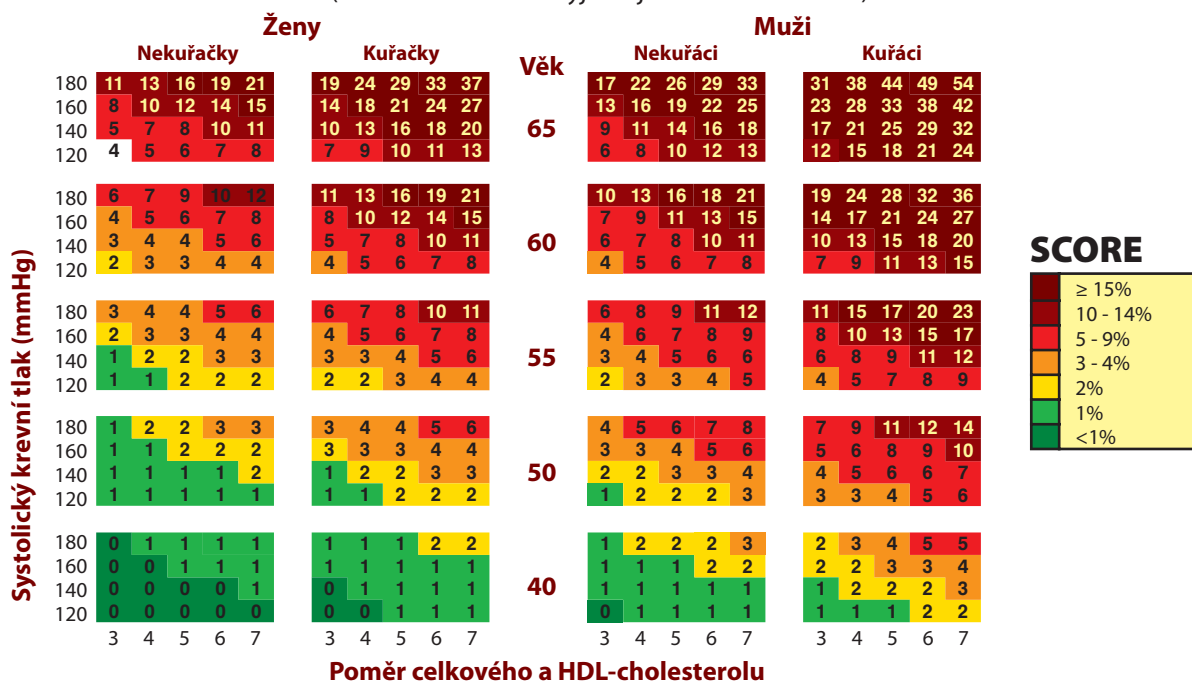 Ženy Muži
Nekuřačky Kuřačky Věk Nekuřáci Kuřáci
180 11 13 16 19 21 19 24 29 33 37 17 22 26 29 33 31 38 44 49 54
160 8 10 12 14 15 14 18 21 24 27 13 16 19 22 25 23 28 33 38 42
140 5 7 8 10 11 10 13 16 18 20 65 9 11 14 16 18 17 21 25 29 32
120 4 5 6 7 8 7 9 10 11 13 6 8 10 12 13 12 15 18 21 24
180 6 7 9 10 12 11 13 16 19 21 10 13 16 18 21 19 24 28 32 36
160 4 5 6 7 8 8 10 12 14 15 7 9 11 13 15 14 17 21 24 27
140 3 4 4 5 6 5 7 8 10 11 60 6 7 8 10 11 10 13 15 18 20
120 2 3 3 4 4 4 5 6 7 8 4 5 6 7 8 7 9 11 13 15
180 3 4 4 5 6 6 7 8 10 11 6 8 9 11 12 11 15 17 20 23
160 2 3 3 4 4 4 5 6 7 8 4 6 7 8 9 8 10 13 15 17
140 1 2 2 3 3 3 3 4 5 6 55 3 4 5 6 6 6 8 9 11 12
120 1 1 2 2 2 2 2 3 4 4 2 3 3 4 5 4 5 7 8 9
180 1 2 2 3 3 3 4 4 5 6 4 5 6 7 8 7 9 11 12 14
160 1 1 2 2 2 3 3 3 4 4 3 3 4 5 6 5 6 8 9 10
140 1 1 1 1 2 1 2 2 3 3 50 2 2 3 3 4 4 5 6 6 7
120 1 1 1 1 1 1 1 2 2 2 1 2 2 2 3 3 3 4 5 6
180 0 1 1 1 1 1 1 1 2 2 1 2 2 2 3 2 3 4 5 5
160 0 0 1 1 1 1 1 1 1 1 1 1 1 2 2 2 2 3 3 4
140 0 0 0 0 1 0 1 1 1 1 40 1 1 1 1 1 1 2 2 2 3
120 0 0 0 0 0 0 0 1 1 1 0 1 1 1 1 1 1 1 2 2
3 4 5 6 7 3 4 5 6 7 3 4 5 6 7 3 4 5 6 7
Poměr celkového a HDL-cholesterolu
Systolický krevní tlak (mmHg)
SCORE
≥ 15%
10 - 14%
5 - 9%
3 - 4%
2%
1%
<1%